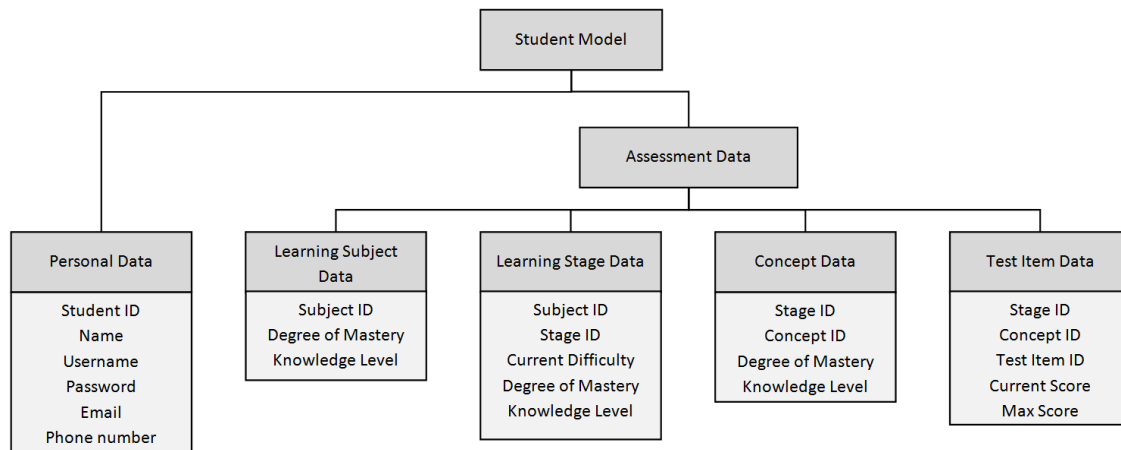 Student Model
Assessment Data
Personal Data
Student ID
Name
Username
Password
Email
Phone number
Learning Subject
Data
Subject ID
Degree of Mastery
Knowledge Level
Learning Stage Data
Subject ID
Stage ID
Current Difficulty
Degree of Mastery
Knowledge Level
Concept Data
Stage ID
Concept ID
Degree of Mastery
Knowledge Level
Test Item Data
Stage ID
Concept ID
Test Item ID
Current Score
Max Score